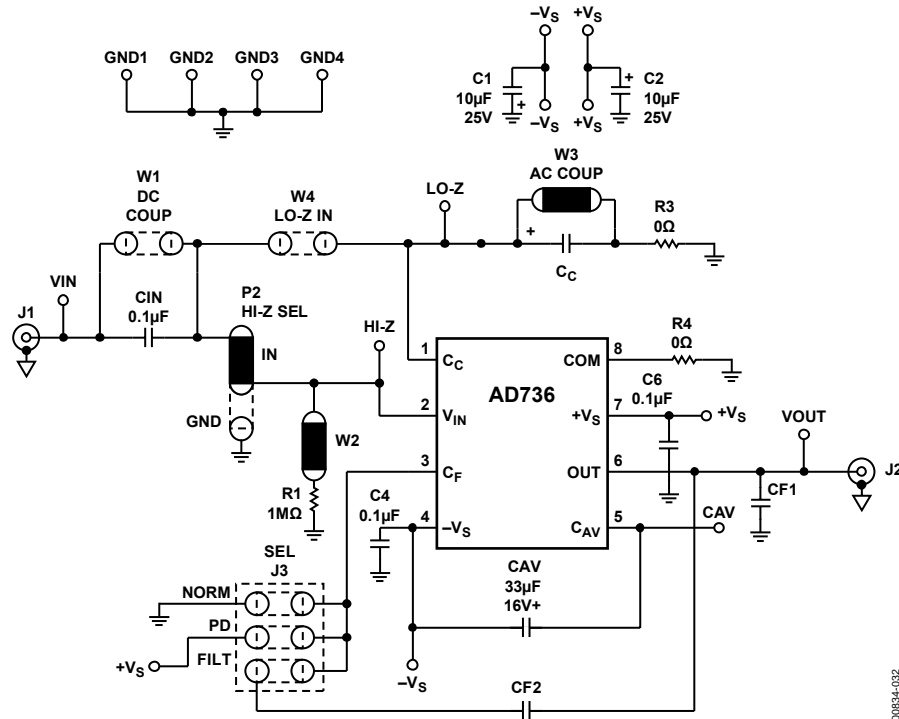 −VS +VS
GND1 GND2 GND3 GND4
C1
10µF
25V
+
−VS
+VS
+
C2
10µF
25V
W1
DC
COUP
W4
LO-Z IN
LO-Z
W3
AC COUP
+
CC
R3
0Ω
VIN
J1
CIN
0.1µF
P2
HI-Z SEL
IN
GND
HI-Z
W2
R1
1MΩ
1 CC
2 VIN
3 CF
4 −VS
AD736
COM 8
+VS 7
OUT 6
CAV 5
R4
0Ω
C6
0.1µF
+VS
VOUT
J2
CF1
CAV
C4
0.1µF
CAV
33µF
16V+
−VS
SEL
J3
NORM
PD
FILT
+VS
CF2
00834-032